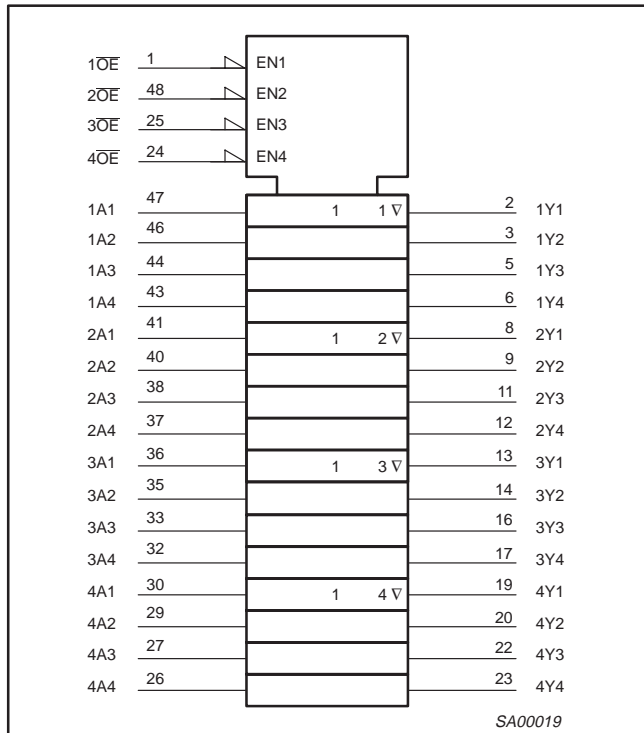 1O̅E̅ 1 EN1
2O̅E̅ 48 EN2
3O̅E̅ 25 EN3
4O̅E̅ 24 EN4
1A1 47 1 1 ∇ 2 1Y1
1A2 46 3 1Y2
1A3 44 5 1Y3
1A4 43 6 1Y4
2A1 41 1 2 ∇ 8 2Y1
2A2 40 9 2Y2
2A3 38 11 2Y3
2A4 37 12 2Y4
3A1 36 1 3 ∇ 13 3Y1
3A2 35 14 3Y2
3A3 33 16 3Y3
3A4 32 17 3Y4
4A1 30 1 4 ∇ 19 4Y1
4A2 29 20 4Y2
4A3 27 22 4Y3
4A4 26 23 4Y4
SA00019